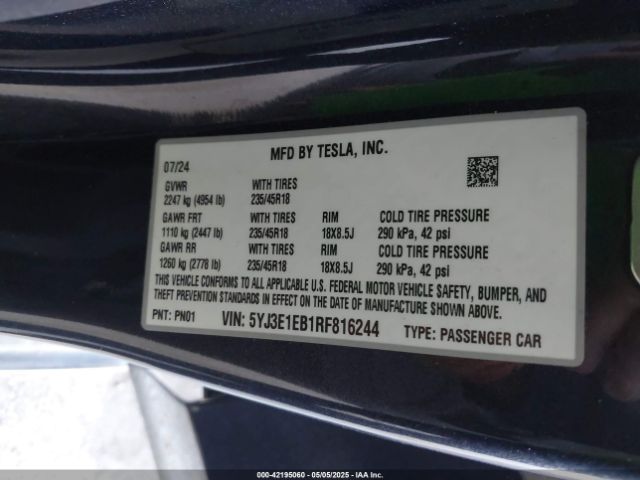 MFD BY TESLA, INC.
07/24
GVWR WITH TIRES
2247 kg (4954 lb) 235/45R18
GAWR FRT WITH TIRES RIM COLD TIRE PRESSURE
1110 kg (2447 lb) 235/45R18 18X8.5J 290 kPa, 42 psi
GAWR RR WITH TIRES RIM COLD TIRE PRESSURE
1260 kg (2778 lb) 235/45R18 18X8.5J 290 kPa, 42 psi
THIS VEHICLE CONFORMS TO ALL APPLICABLE U.S. FEDERAL MOTOR VEHICLE SAFETY, BUMPER, AND
THEFT PREVENTION STANDARDS IN EFFECT ON THE DATE OF MANUFACTURE SHOWN ABOVE.
PNT: PN01 VIN: 5YJ3E1EB1RF816244 TYPE: PASSENGER CAR
000-42195060 - 05/05/2025 - IAA Inc.